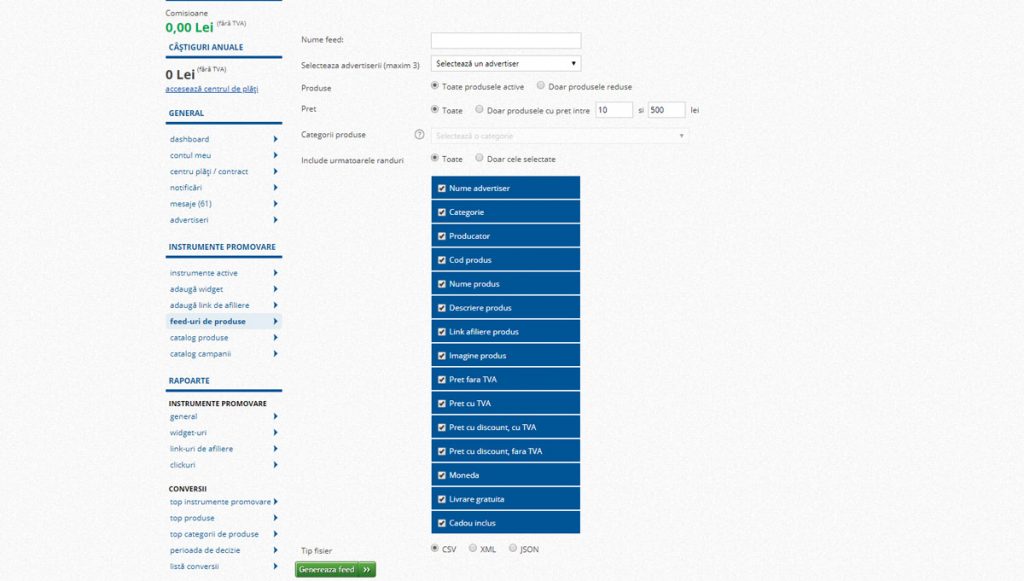 Comisioane
0,00 Lei (fără TVA)
CÂȘTIGURI ANUALE
0 Lei (fără TVA)
accesează centrul de plăți
GENERAL
dashboard
contul meu
centru plăți / contract
notificări
mesaje (61)
advertiseri
INSTRUMENTE PROMOVARE
instrumente active
adaugă widget
adaugă link de afiliere
feed-uri de produse
catalog produse
catalog campanii
RAPOARTE
INSTRUMENTE PROMOVARE
general
widget-uri
link-uri de afiliere
clickuri
CONVERSII
top instrumente promovare
top produse
top categorii de produse
perioada de decizie
listă conversii
Nume feed:
Selecteaza advertiserii (maxim 3) Selectează un advertiser
Produse Toate produsele active Doar produsele reduse
Pret Toate Doar produsele cu pret intre 10 si 500 lei
Categorii produse ? Selectează o categorie
Include urmatoarele randuri Toate Doar cele selectate
Nume advertiser
Categorie
Producator
Cod produs
Nume produs
Descriere produs
Link afiliere produs
Imagine produs
Pret fara TVA
Pret cu TVA
Pret cu discount, cu TVA
Pret cu discount, fara TVA
Moneda
Livrare gratuita
Cadou inclus
Tip fisier CSV XML JSON
Genereaza feed »